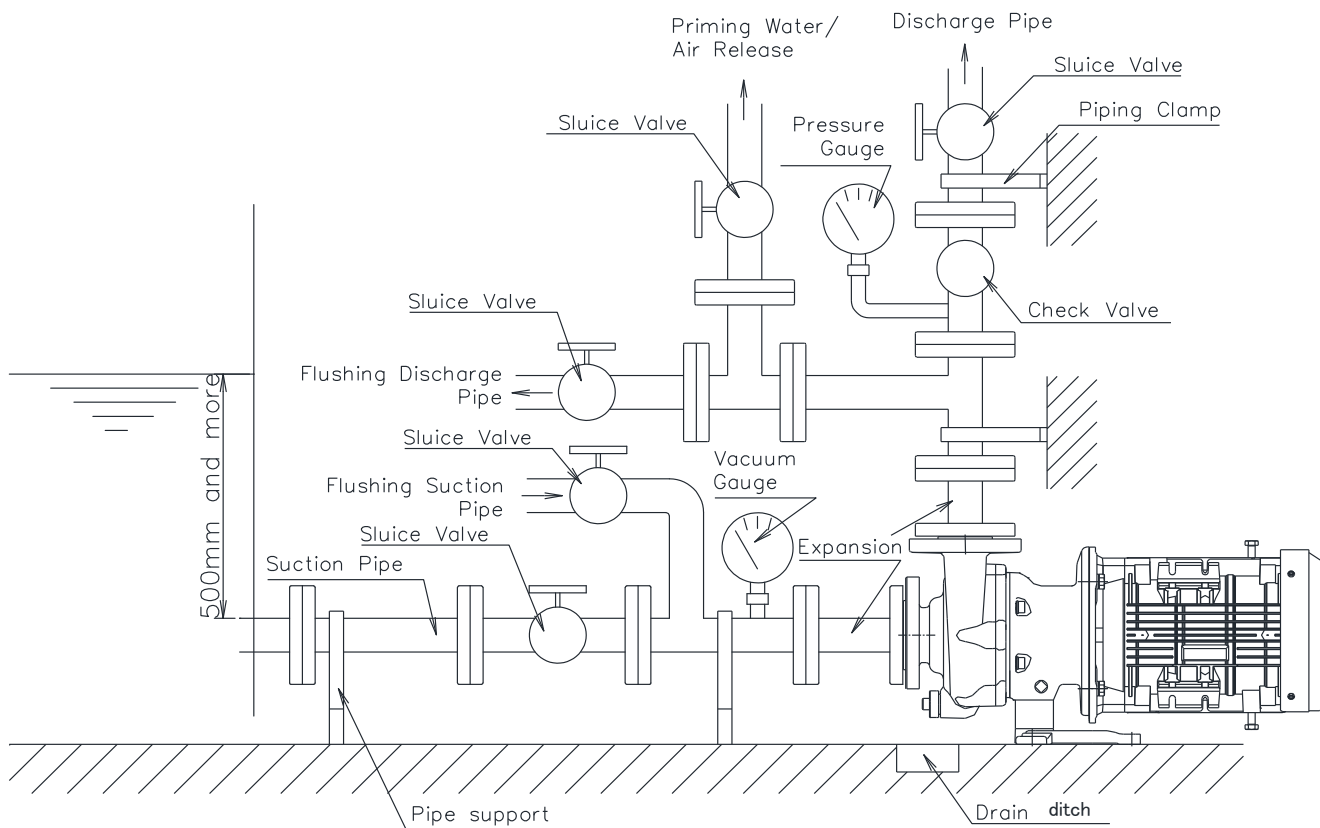 Priming Water/
Air Release
Discharge Pipe
Sluice Valve
Piping Clamp
Sluice Valve
Pressure
Gauge
Sluice Valve
Check Valve
Flushing Discharge
Pipe
500mm and more
Sluice Valve
Vacuum
Gauge
Flushing Suction
Pipe
Sluice Valve
Expansion
Suction Pipe
Pipe support
Drain ditch